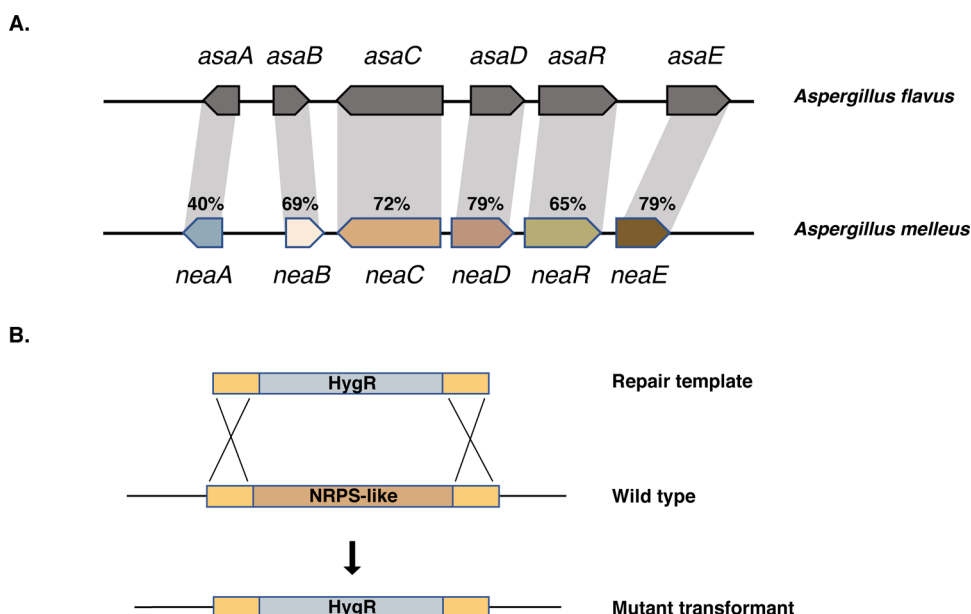 A.
asaA asaB asaC asaD asaR asaE
Aspergillus flavus
40% 69% 72% 79% 65% 79%
Aspergillus melleus
neaA neaB neaC neaD neaR neaE
B.
HygR Repair template
NRPS-like Wild type
HygR Mutant transformant